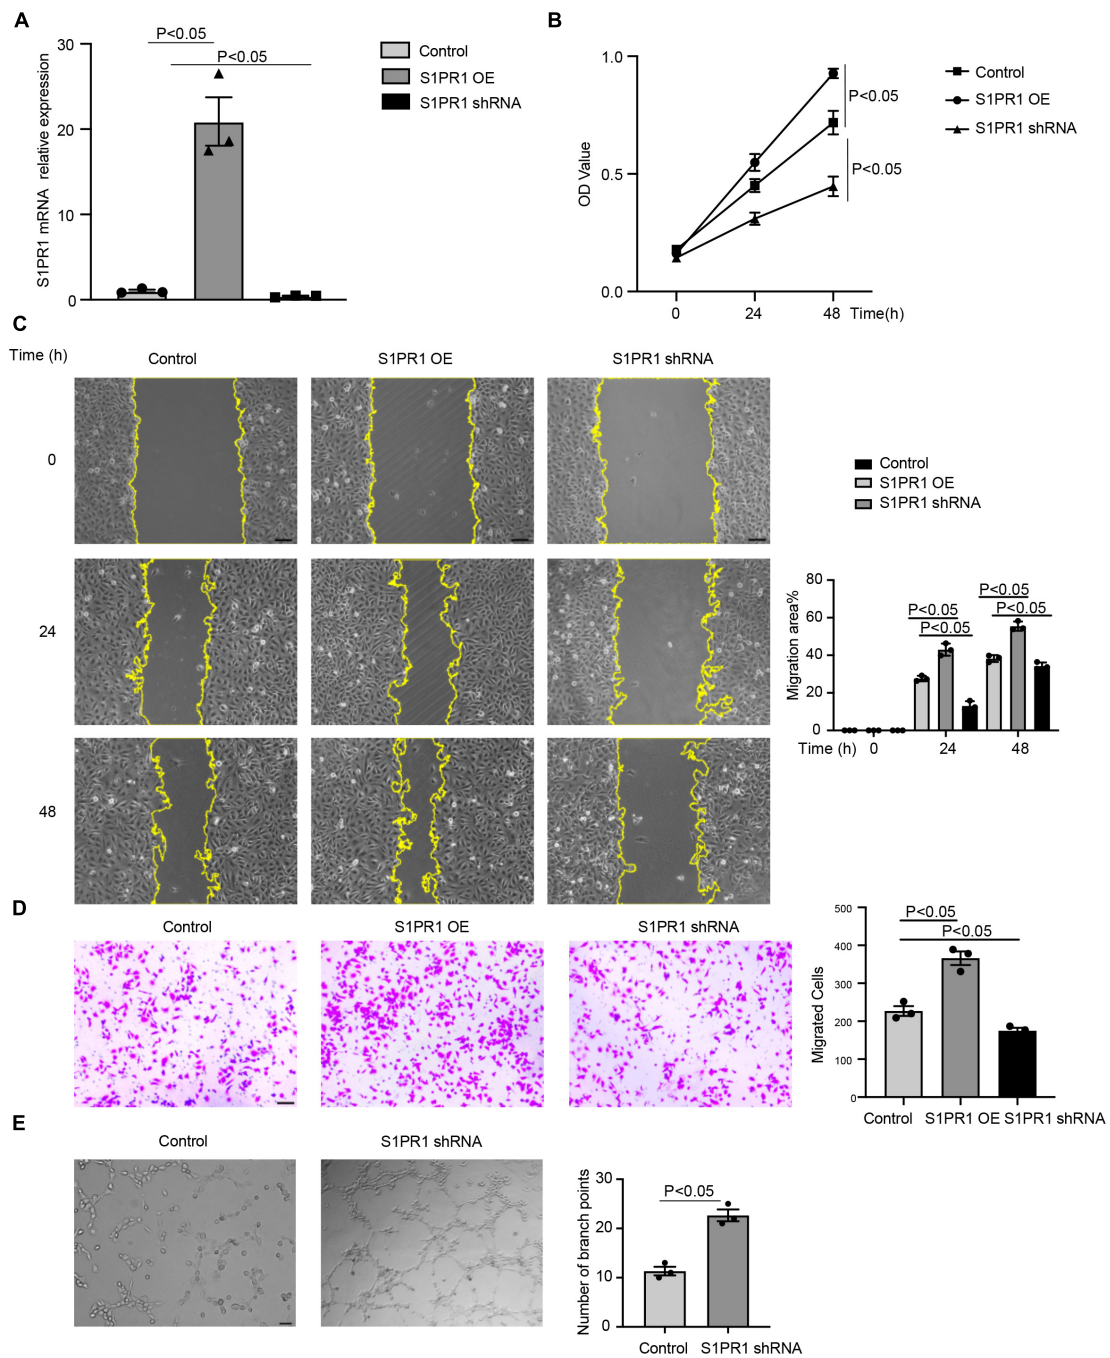 A
S1PR1 mRNA relative expression
30
20
10
0
P<0.05
P<0.05
Control
S1PR1 OE
S1PR1 shRNA
B
OD Value
1.0
0.5
0.0
0
24
48
Time(h)
P<0.05
P<0.05
Control
S1PR1 OE
S1PR1 shRNA
C
Time (h)
Control
S1PR1 OE
S1PR1 shRNA
0
24
48
Control
S1PR1 OE
S1PR1 shRNA
Migration area%
80
60
40
20
0
P<0.05
P<0.05
P<0.05
P<0.05
Time (h)
0
24
48
D
Control
S1PR1 OE
S1PR1 shRNA
Migrated Cells
500
400
300
200
100
0
P<0.05
P<0.05
Control
S1PR1 OE
S1PR1 shRNA
E
Control
S1PR1 shRNA
Number of branch points
30
20
10
0
P<0.05
Control
S1PR1 shRNA